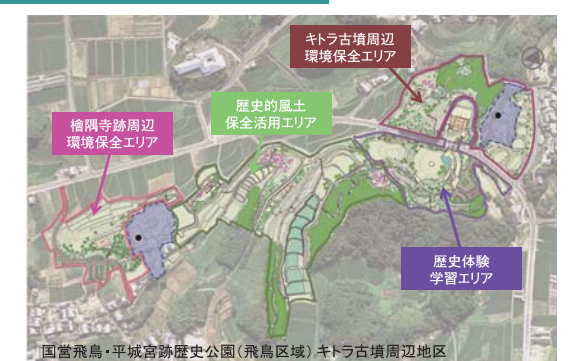 キトラ古墳周辺
環境保全エリア
歴史的風土
保全活用エリア
檜隅寺跡周辺
環境保全エリア
歴史体験
学習エリア
国営飛鳥・平城宮跡歴史公園（飛鳥区域） キトラ古墳周辺地区